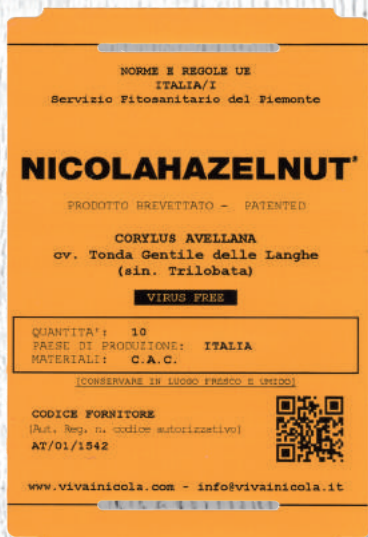 NORME E REGOLE UE
ITALIA/I
Servizio Fitosanitario del Piemonte
NICOLAHAZELNUT®
PRODOTTO BREVETTATO - PATENTED
CORYLUS AVELLANA
cv. Tonda Gentile delle Langhe
(sin. Trilobata)
VIRUS FREE
QUANTITA': 10
PAESE DI PRODUZIONE: ITALIA
MATERIALI: C.A.C.
[CONSERVARE IN LUOGO FRESCO E UMIDO]
CODICE FORNITORE
(Aut. Reg. n. codice autorizzativo)
AT/01/1542
www.vivainicola.com - info@vivainicola.it